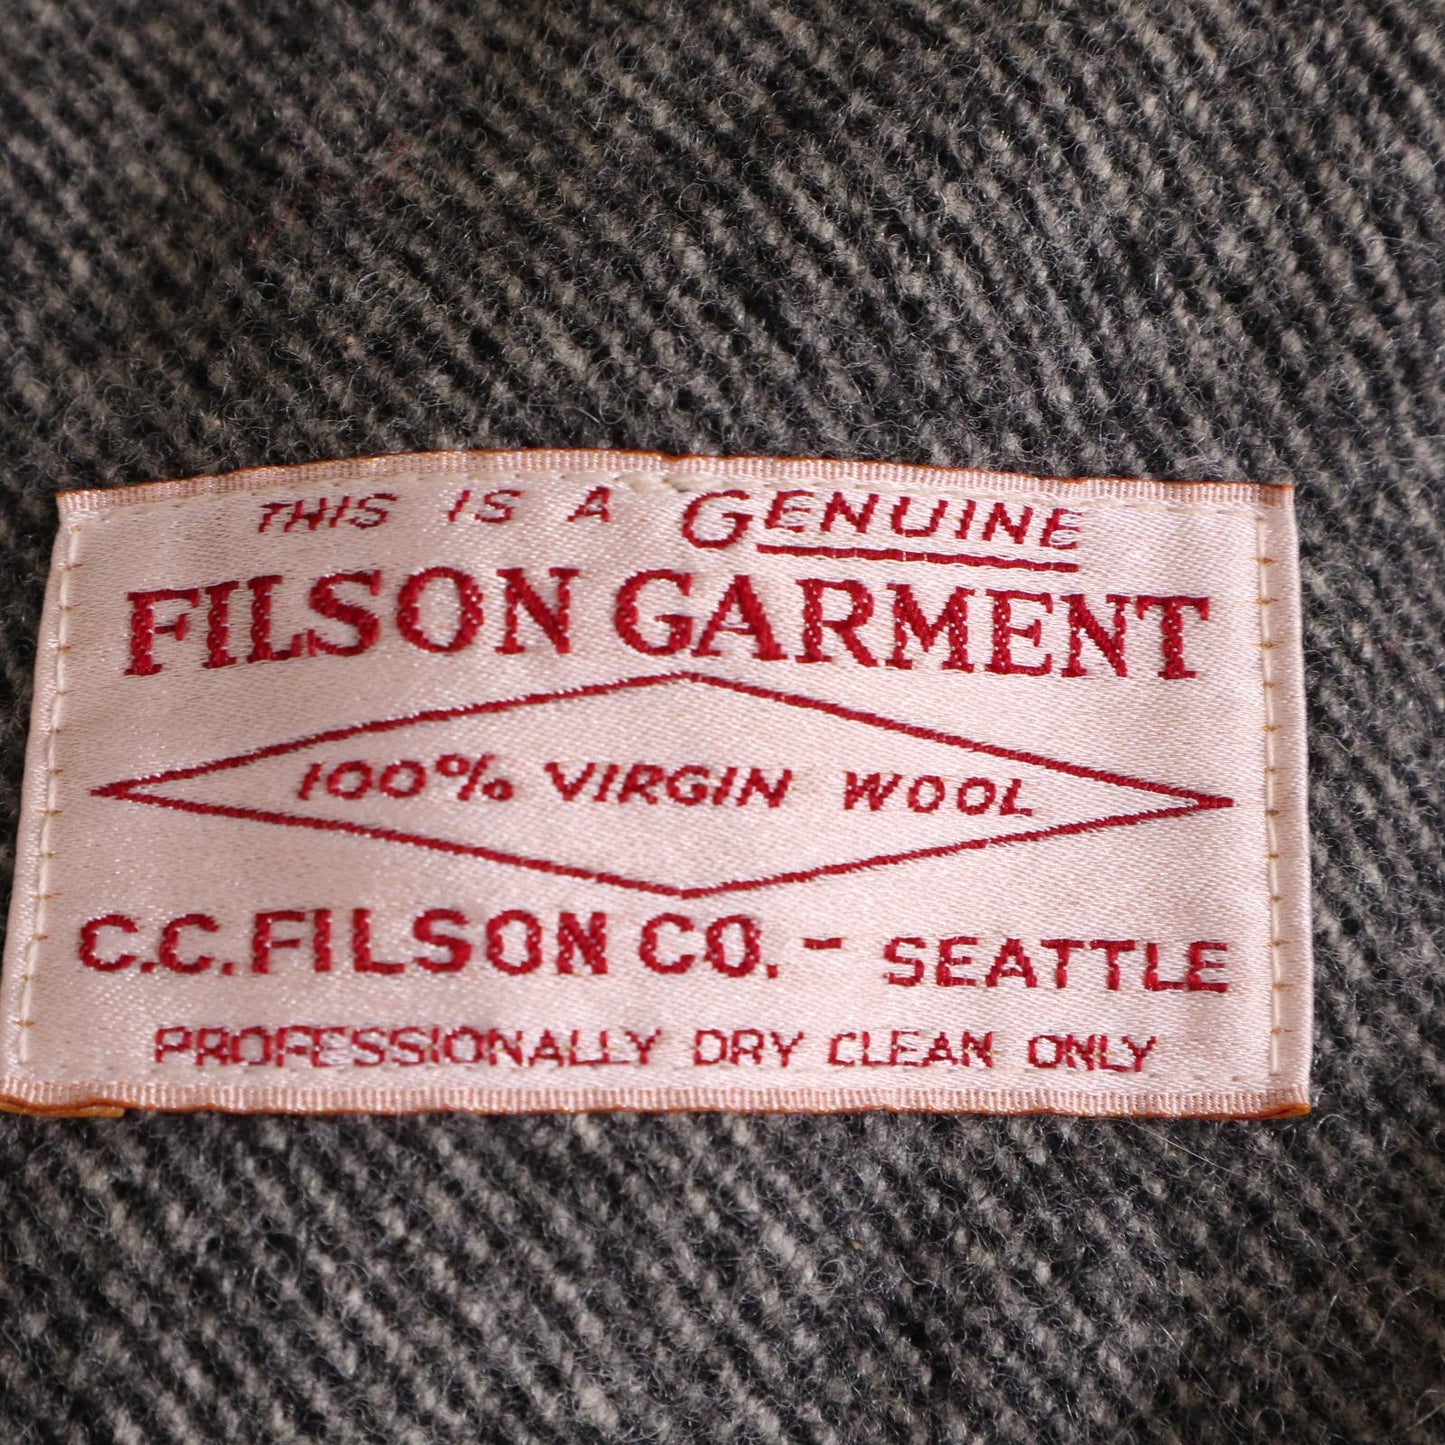 THIS IS A GENUINE
FILSON GARMENT
100% VIRGIN WOOL
C.C. FILSON CO. - SEATTLE
PROFESSIONALLY DRY CLEAN ONLY